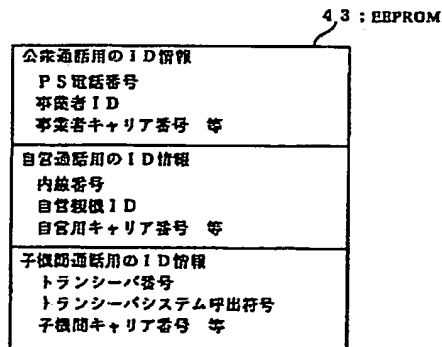 43:EEPROM
公衆通話用のID情報
PS電話番号
事業者ID
事業者キャリア番号 等
自営通話用のID情報
内線番号
自営親機ID
自営用キャリア番号 等
子機間通話用のID情報
トランシーバ番号
トランシーバシステム呼出符号
子機間キャリア番号 等